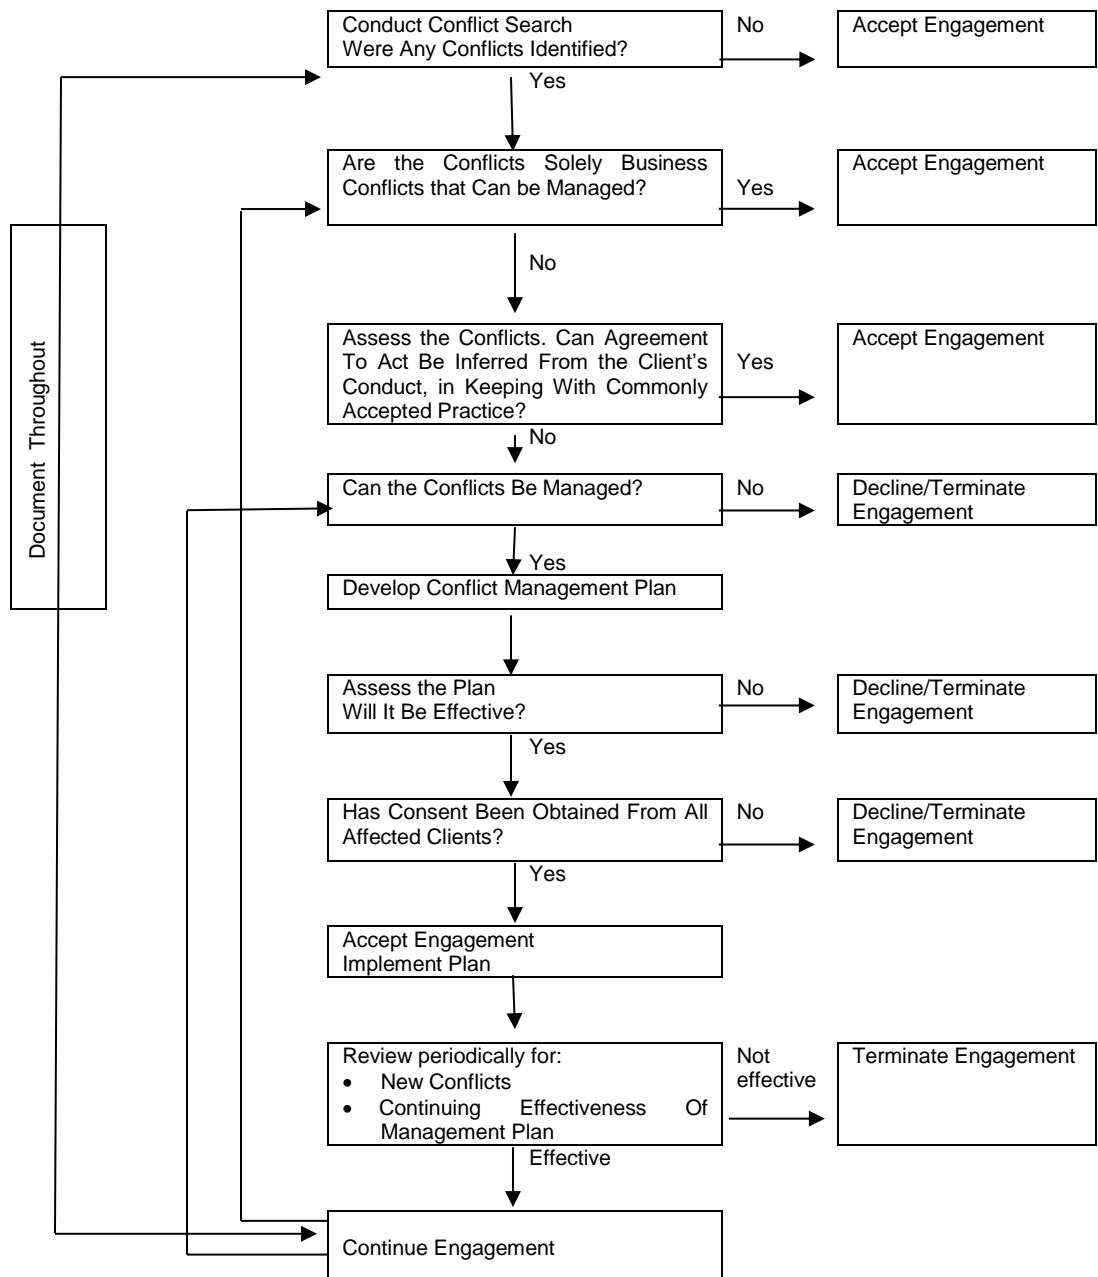 Conduct Conflict Search
Were Any Conflicts Identified?
No
Accept Engagement
Yes
Are the Conflicts Solely Business
Conflicts that Can be Managed?
Yes
Accept Engagement
No
Document Throughout
Assess the Conflicts. Can Agreement
To Act Be Inferred From the Client's
Conduct, in Keeping With Commonly
Accepted Practice?
Yes
Accept Engagement
No
Can the Conflicts Be Managed?
No
Decline/Terminate
Engagement
Yes
Develop Conflict Management Plan
Assess the Plan
Will It Be Effective?
No
Decline/Terminate
Engagement
Yes
Has Consent Been Obtained From All
Affected Clients?
No
Decline/Terminate
Engagement
Yes
Accept Engagement
Implement Plan
Review periodically for:
• New Conflicts
• Continuing Effectiveness Of
Management Plan
Not
effective
Terminate Engagement
Effective
Continue Engagement